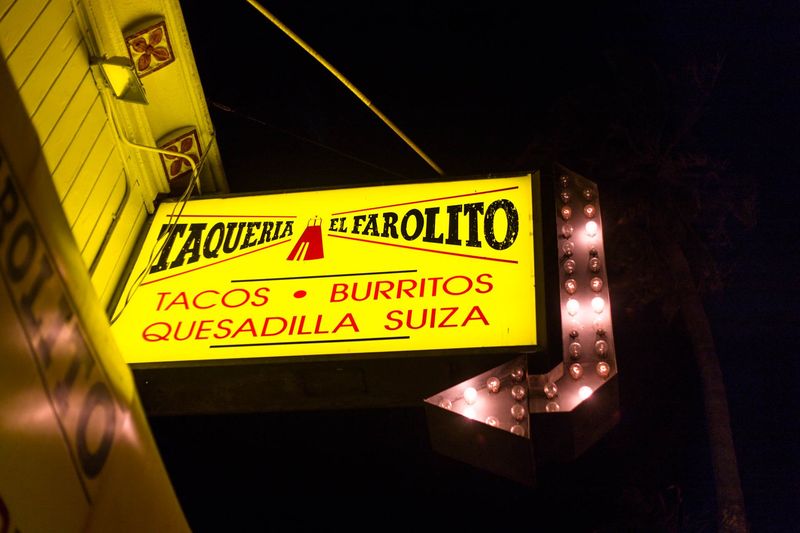 TAQUERIA EL FAROLITO
TACOS • BURRITOS
QUESADILLA SUIZA